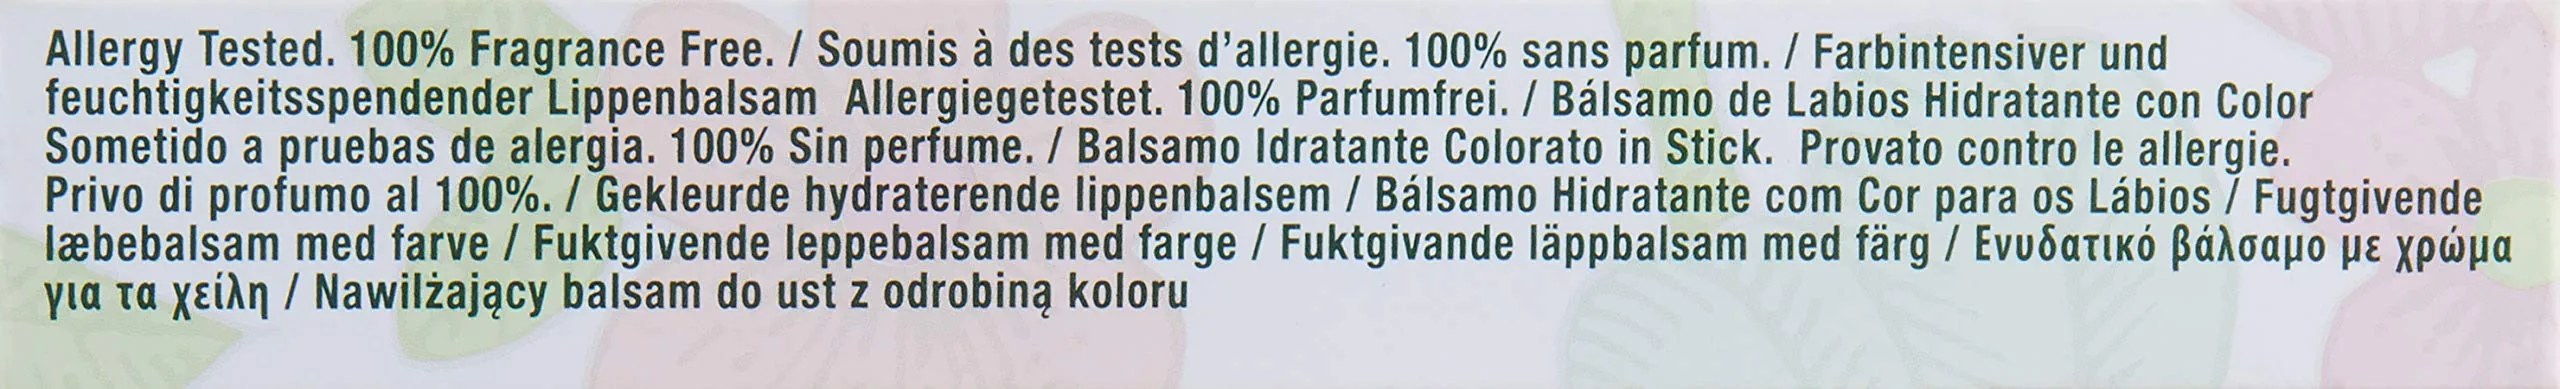 Allergy Tested. 100% Fragrance Free. / Soumis à des tests d'allergie. 100% sans parfum. / Farbintensiver und
feuchtigkeitsspendender Lippenbalsam Allergiegetestet. 100% Parfumfrei. / Bálsamo de Labios Hidratante con Color
Sometido a pruebas de alergia. 100% Sin perfume. / Balsamo Idratante Colorato in Stick. Provato contro le allergie.
Privo di profumo al 100%. / Gekleurde hydraterende lippenbalsem / Bálsamo Hidratante com Cor para os Lábios / Fugtgivende
læbebalsam med farve / Fuktgivende leppebalsam med farge / Fuktgivande läppbalsam med färg / Ενυδατικό βάλσαμο με χρώμα
για τα χείλη / Nawilżający balsam do ust z odrobiną koloru